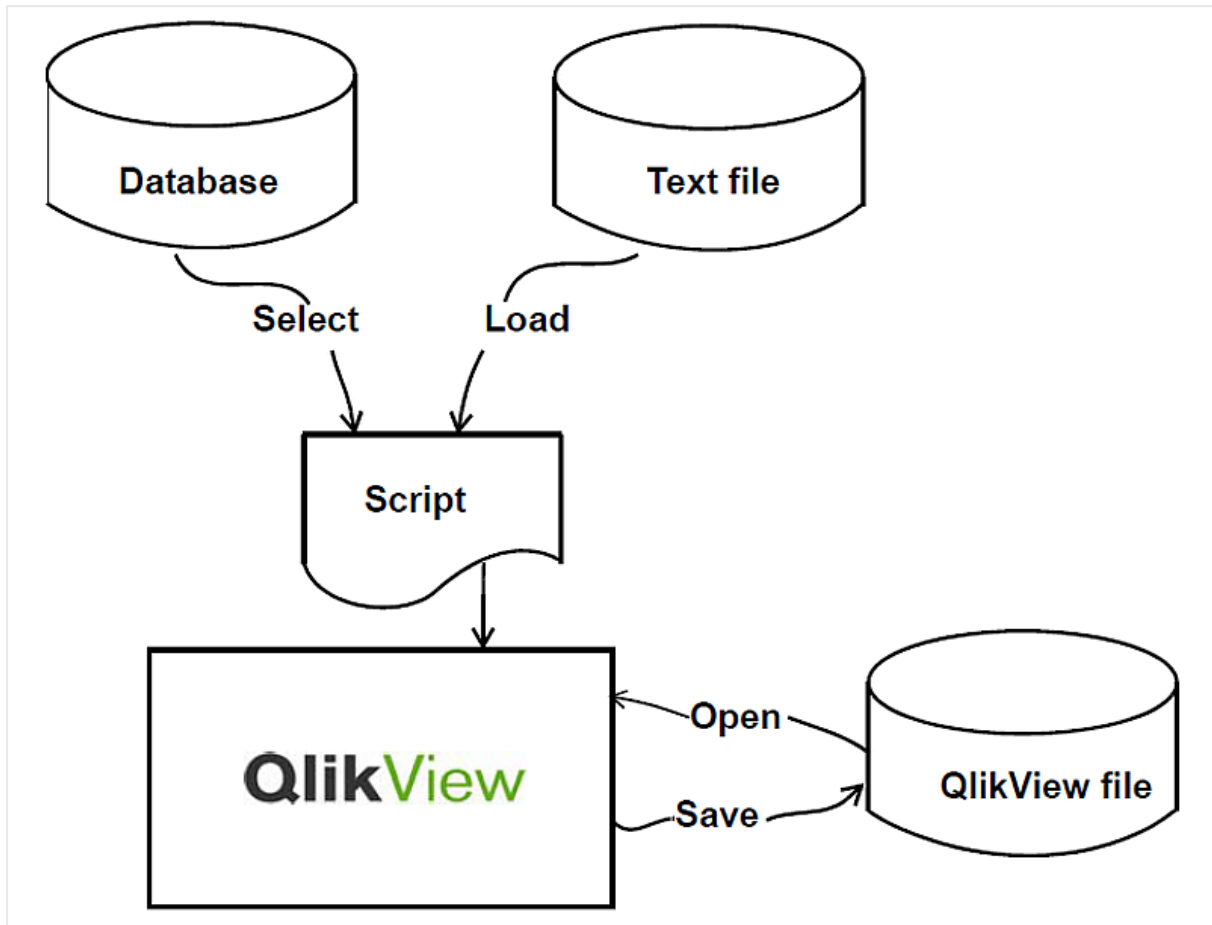 Database
Text file
Select
Load
Script
Open
QlikView
QlikView file
Save